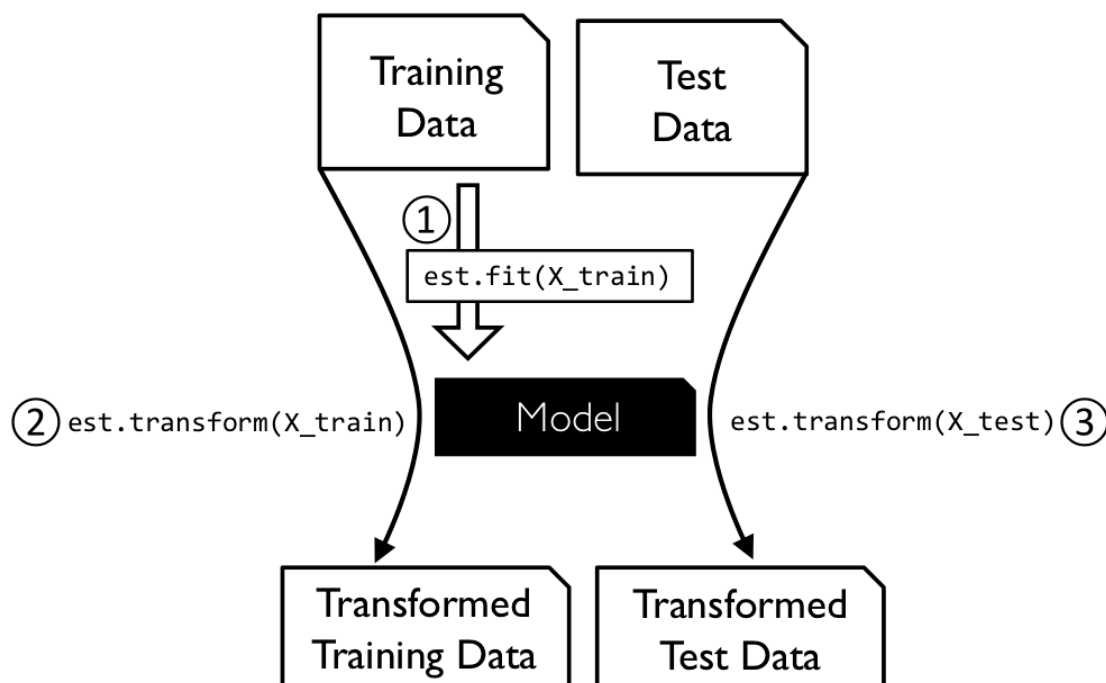 Training
Data
Test
Data
①
est.fit(X_train)
② est.transform(X_train)
Model
est.transform(X_test) ③
Transformed
Training Data
Transformed
Test Data